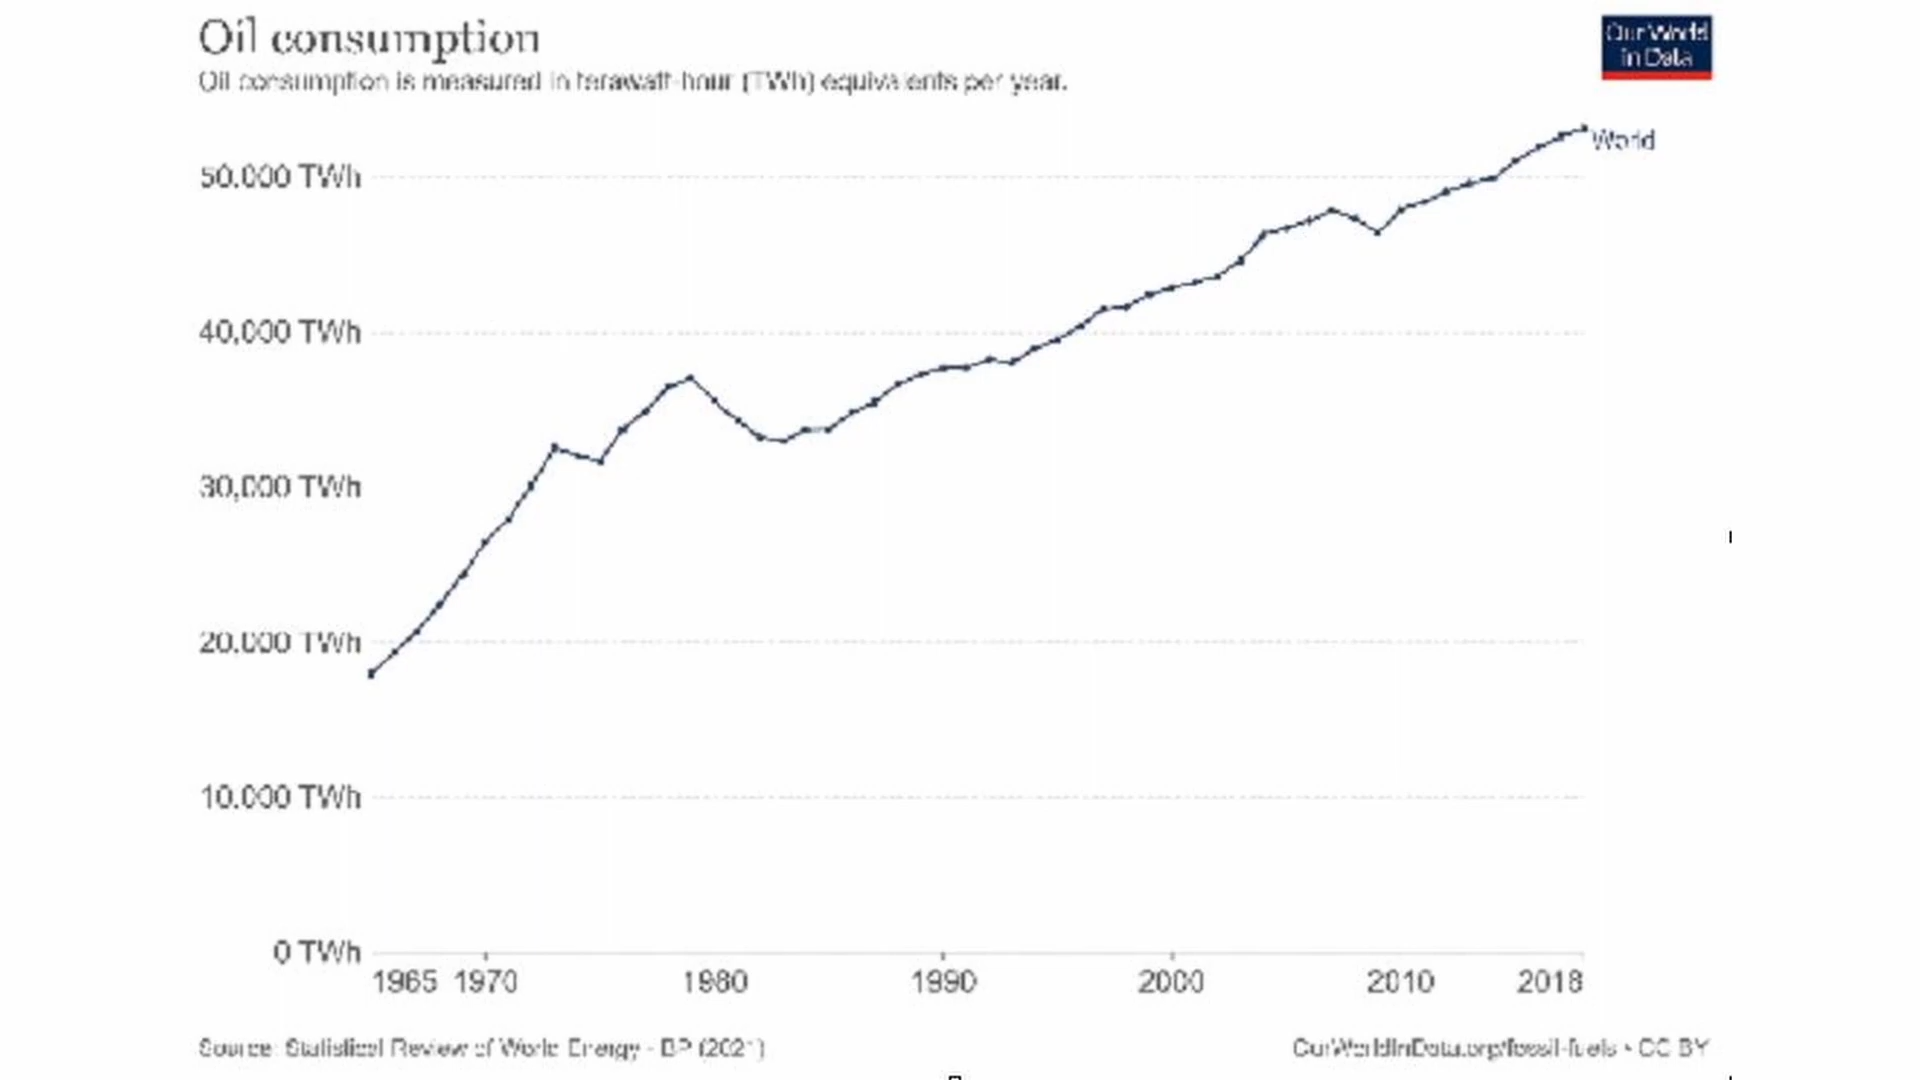 Oil consumption
Oil consumption is measured in terawatt-hour (TWh) equivalents per year.
Our World
in Data
World
50,000 TWh
40,000 TWh
30,000 TWh
20,000 TWh
10,000 TWh
0 TWh
1965 1970 1980 1990 2000 2010 2018
Source: Statistical Review of World Energy - BP (2021)
OurWorldInData.org/fossil-fuels • CC BY